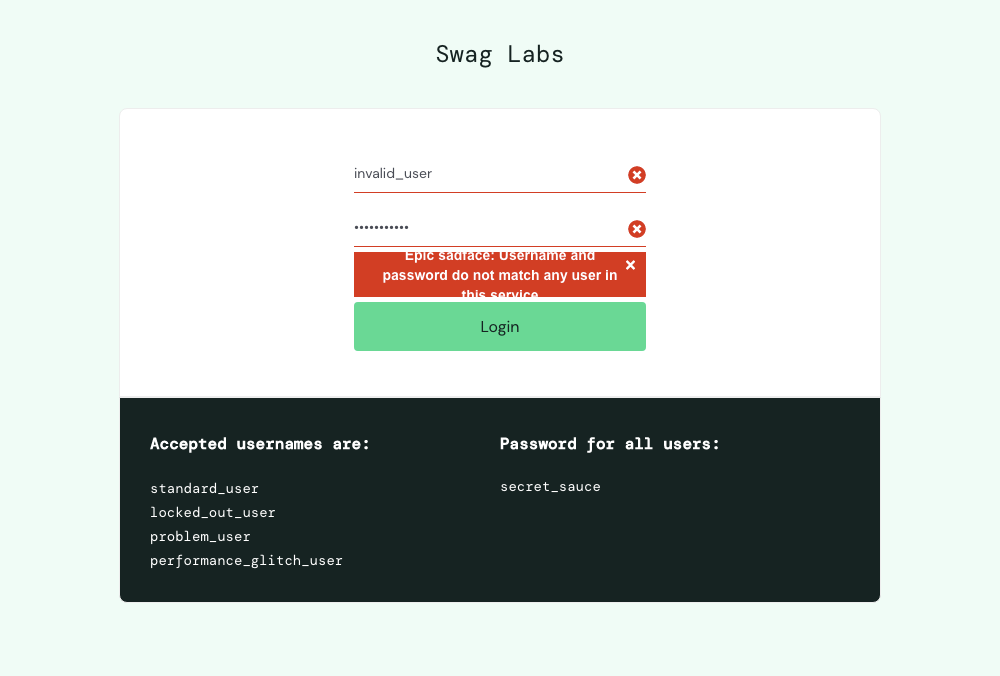 Swag Labs
invalid_user
•••••••••••
Epic sadface: Username and
password do not match any user in
this service
Login
Accepted usernames are:
standard_user
locked_out_user
problem_user
performance_glitch_user
Password for all users:
secret_sauce